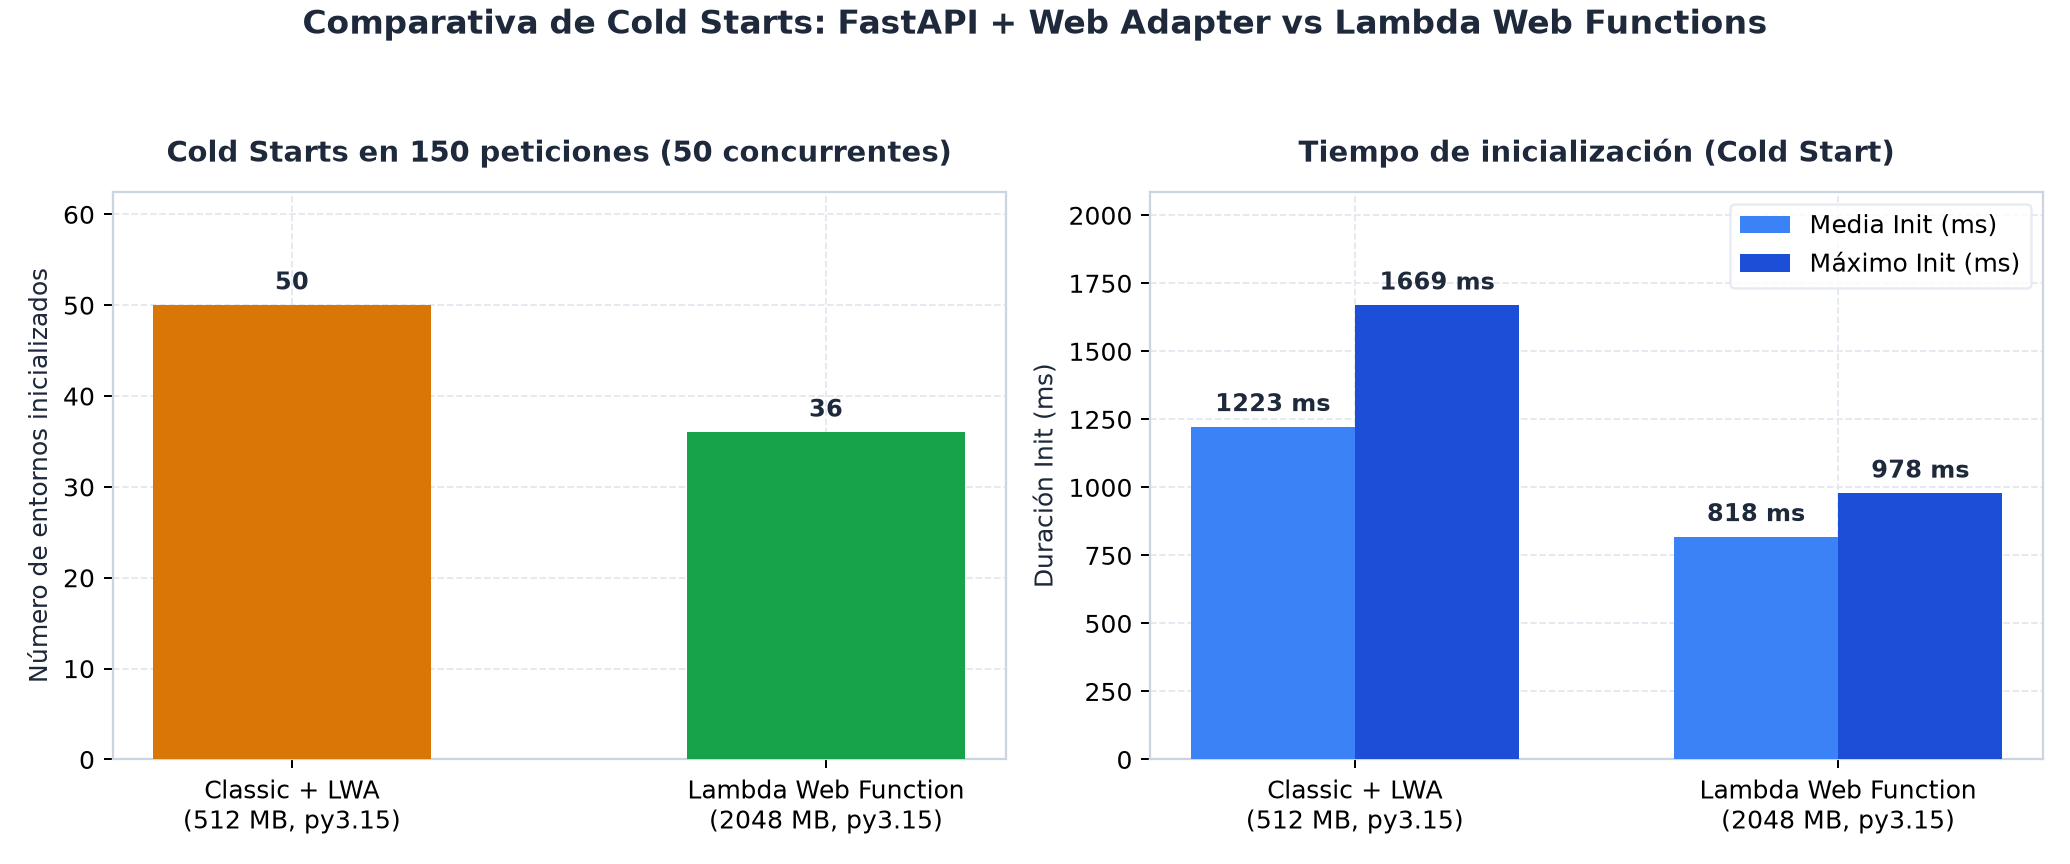 Comparativa de Cold Starts: FastAPI + Web Adapter vs Lambda Web Functions
Cold Starts en 150 peticiones (50 concurrentes)
Número de entornos inicializados
60
50
40
30
20
10
0
50
36
Classic + LWA
(512 MB, py3.15)
Lambda Web Function
(2048 MB, py3.15)
Tiempo de inicialización (Cold Start)
Duración Init (ms)
2000
1750
1500
1250
1000
750
500
250
0
Media Init (ms)
Máximo Init (ms)
1223 ms
1669 ms
818 ms
978 ms
Classic + LWA
(512 MB, py3.15)
Lambda Web Function
(2048 MB, py3.15)